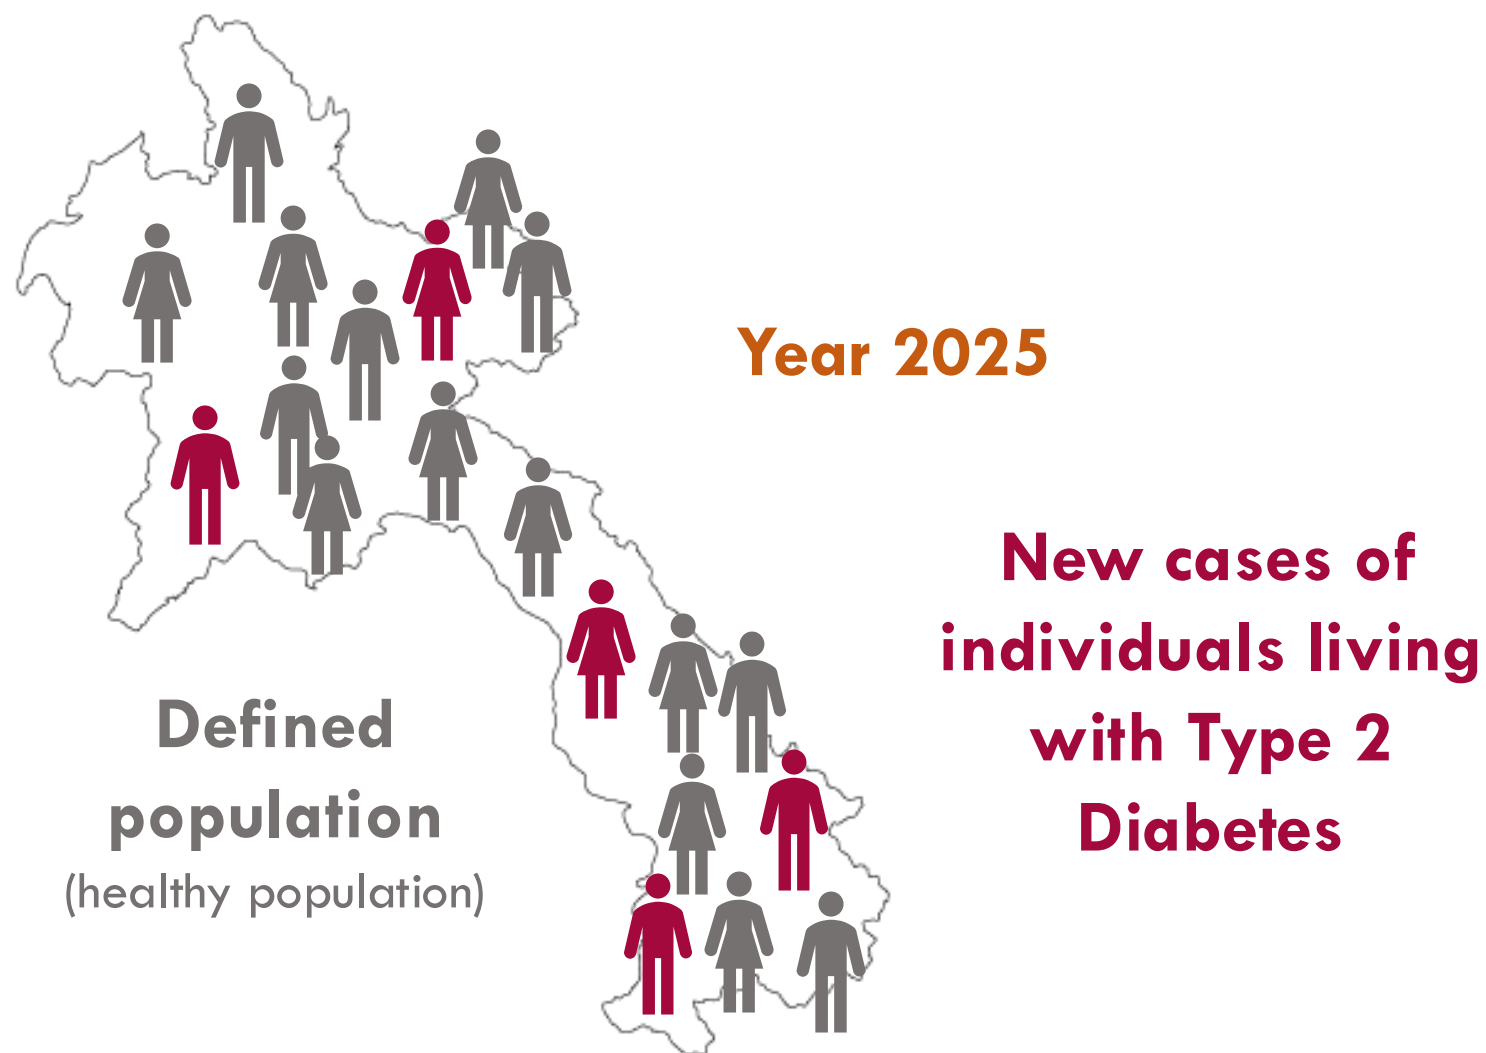 Year 2025
New cases of
individuals living
with Type 2
Diabetes
Defined
population
(healthy population)